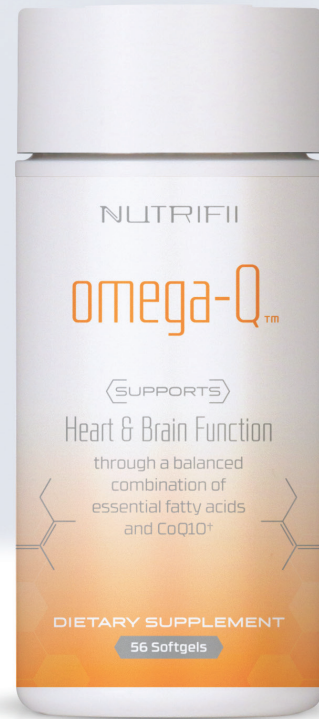 NUTRIFII
omega-Q™
SUPPORTS
Heart & Brain Function
through a balanced
combination of
essential fatty acids
and CoQ10†
DIETARY SUPPLEMENT
56 Softgels